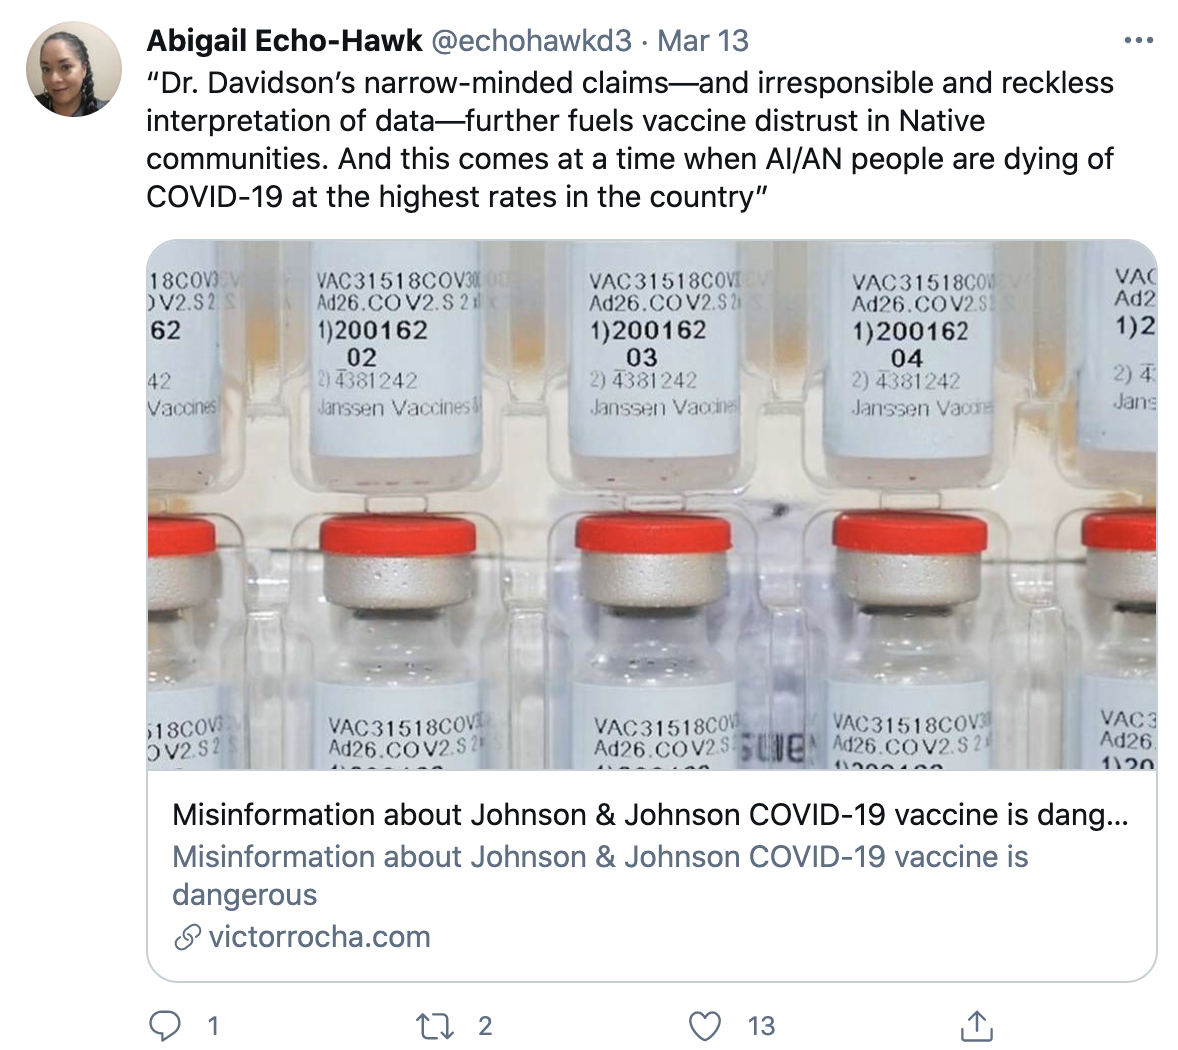 Abigail Echo-Hawk @echohawkd3 · Mar 13
“Dr. Davidson’s narrow-minded claims—and irresponsible and reckless
interpretation of data—further fuels vaccine distrust in Native
communities. And this comes at a time when AI/AN people are dying of
COVID-19 at the highest rates in the country”
18COV VAC31518COV3 VAC31518COV VAC31518COV VAC
V2.S2 Ad26.COV2.S Ad26.COV2.S Ad26.COV2.S Ad2
62 1)200162 1)200162 1)200162 1)2
02 03 04
42 2) 4381242 2) 4381242 2) 4381242 2) 4
Vaccines Janssen Vaccines Janssen Vaccine Janssen Vaccine Jans
18COV VAC31518COV VAC31518COV VAC31518COV3 VAC3
OV2.S2 Ad26.COV2.S Ad26.COV2.S Ad26.COV2.S Ad26
Misinformation about Johnson & Johnson COVID-19 vaccine is dang...
Misinformation about Johnson & Johnson COVID-19 vaccine is
dangerous
victorrocha.com
1 2 13